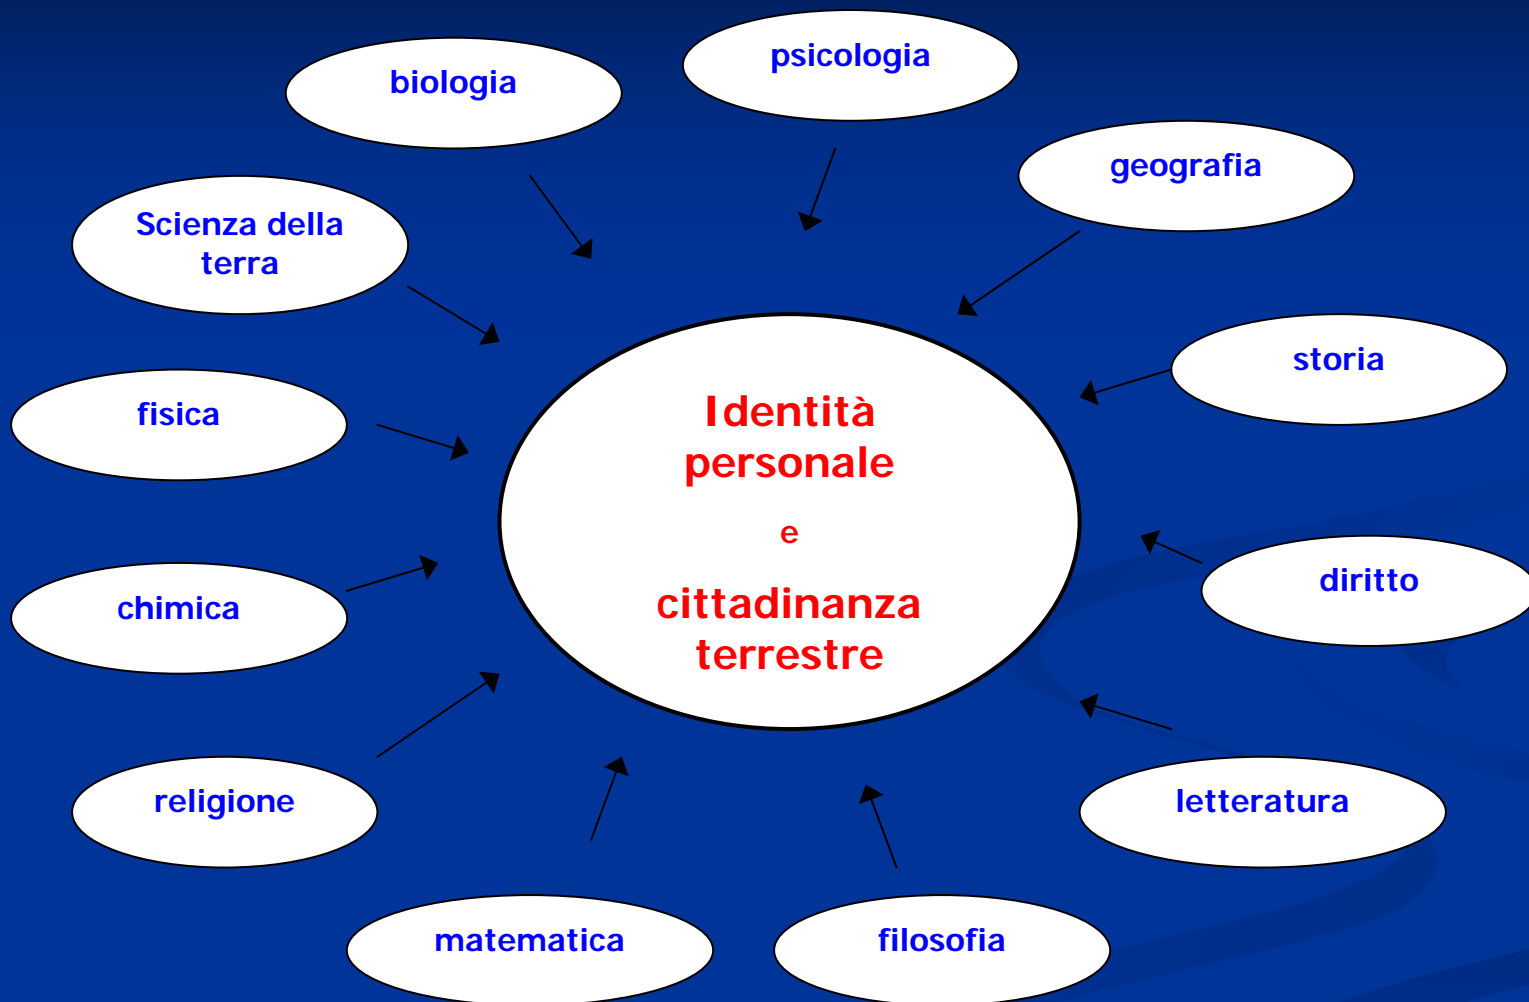 psicologia
biologia
geografia
Scienza della
terra
storia
fisica
Identità
personale
e
cittadinanza
terrestre
diritto
chimica
religione
letteratura
matematica
filosofia